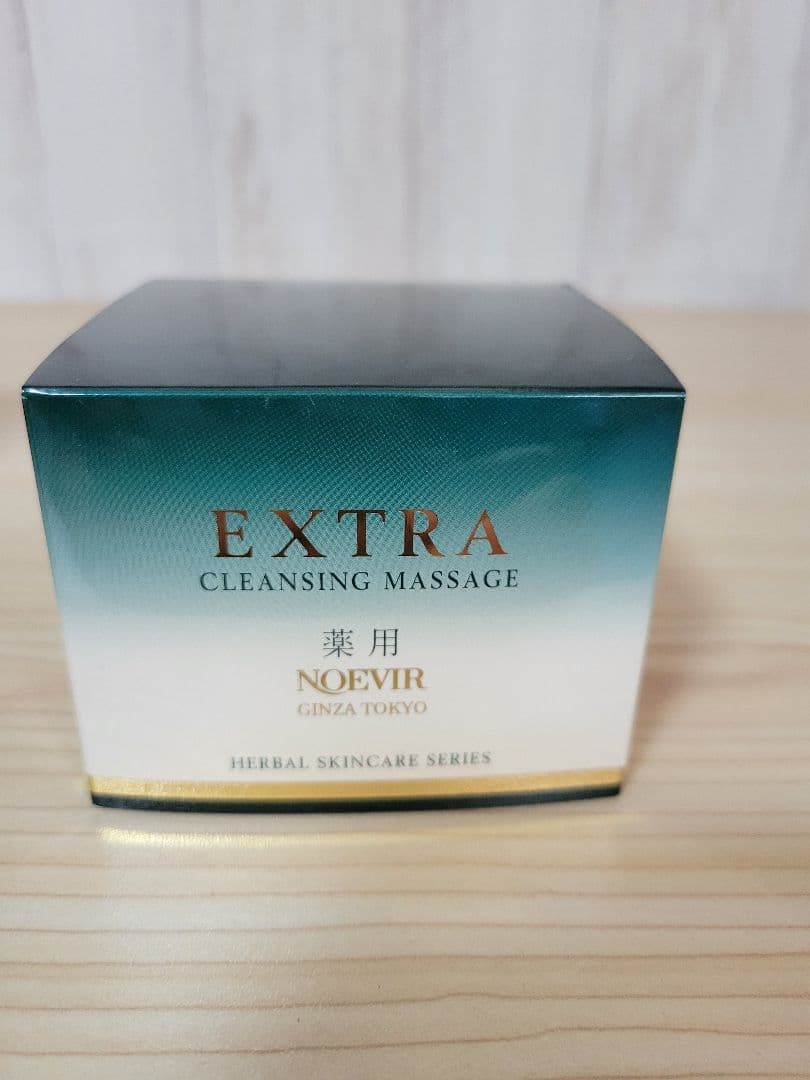 EXTRA
CLEANSING MASSAGE
薬用
NOEVIR
GINZA TOKYO
HERBAL SKINCARE SERIES